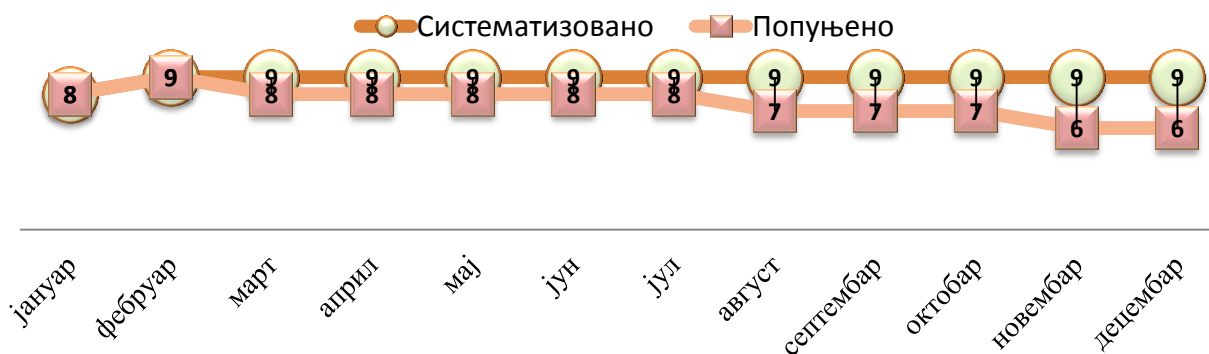 Систематизовано Попуњено
9 9 9 9 9 9 9 9 9 9 9
8 8 8 8 8 8 7 7 7 6 6
јануар фебруар март април мај јун јул август септембар октобар новембар децембар